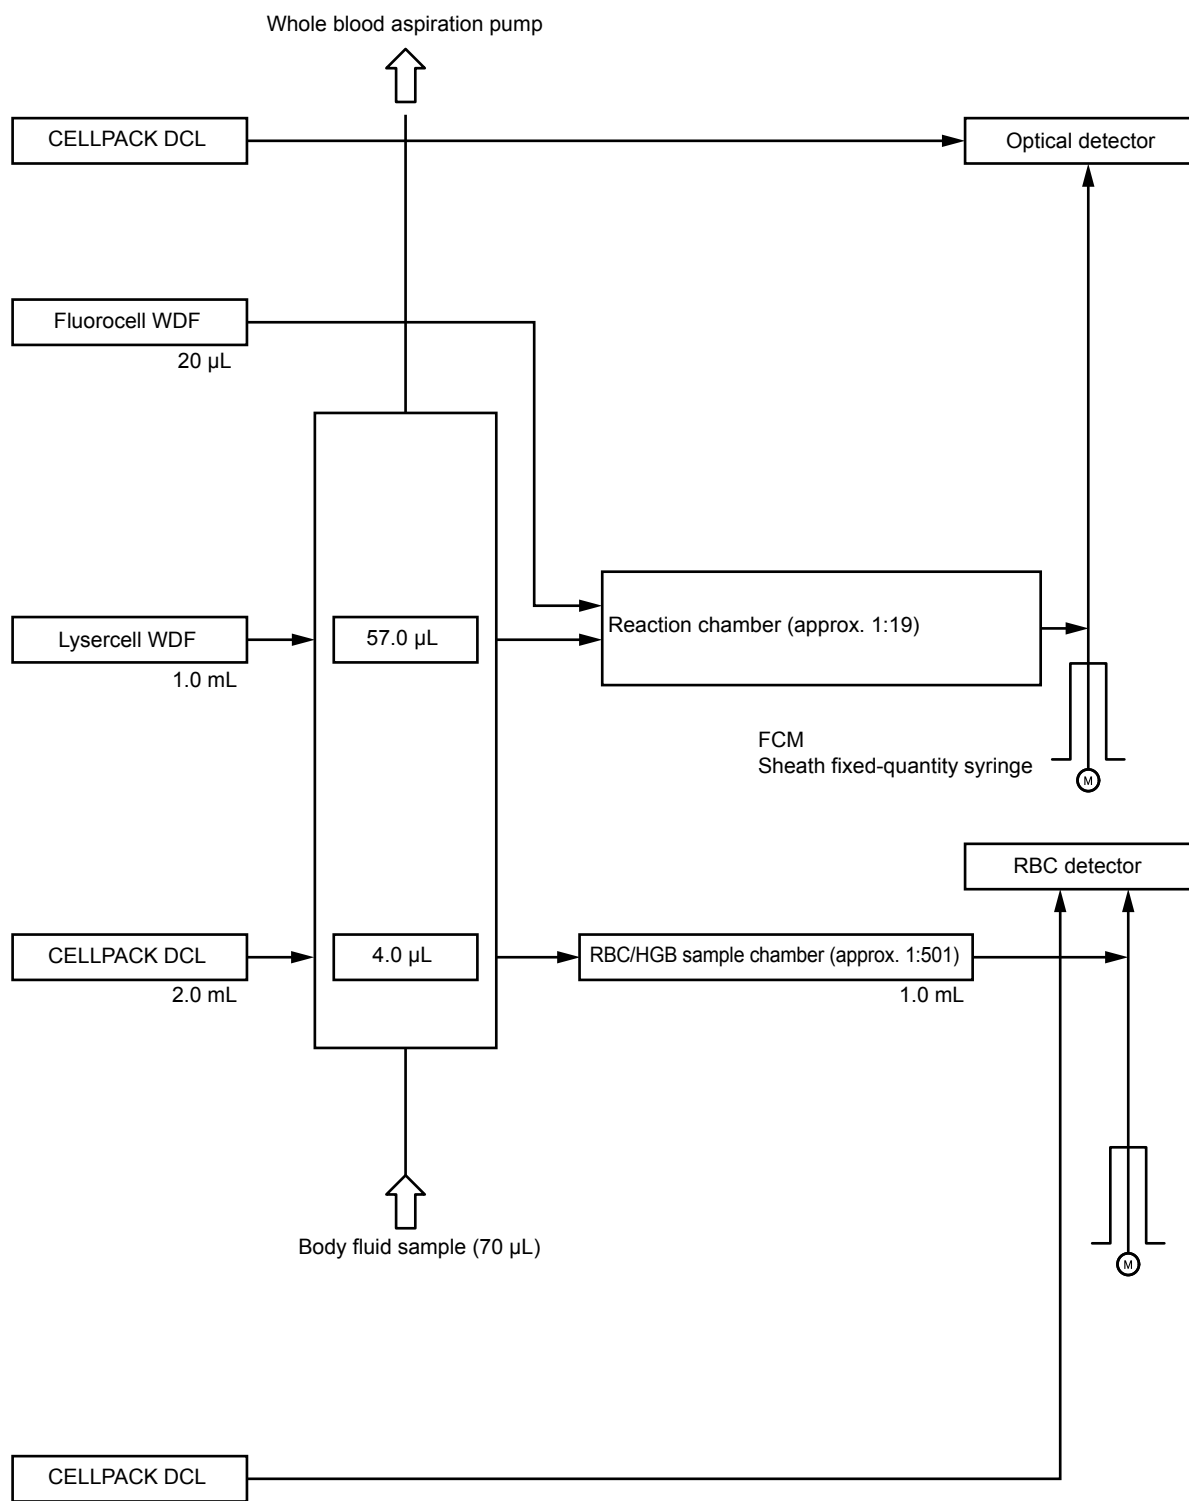 Whole blood aspiration pump
CELLPACK DCL
Optical detector
Fluorocell WDF
20 µL
Lysercell WDF
1.0 mL
57.0 µL
Reaction chamber (approx. 1:19)
FCM
Sheath fixed-quantity syringe
M
RBC detector
CELLPACK DCL
2.0 mL
4.0 µL
RBC/HGB sample chamber (approx. 1:501)
1.0 mL
Body fluid sample (70 µL)
M
CELLPACK DCL